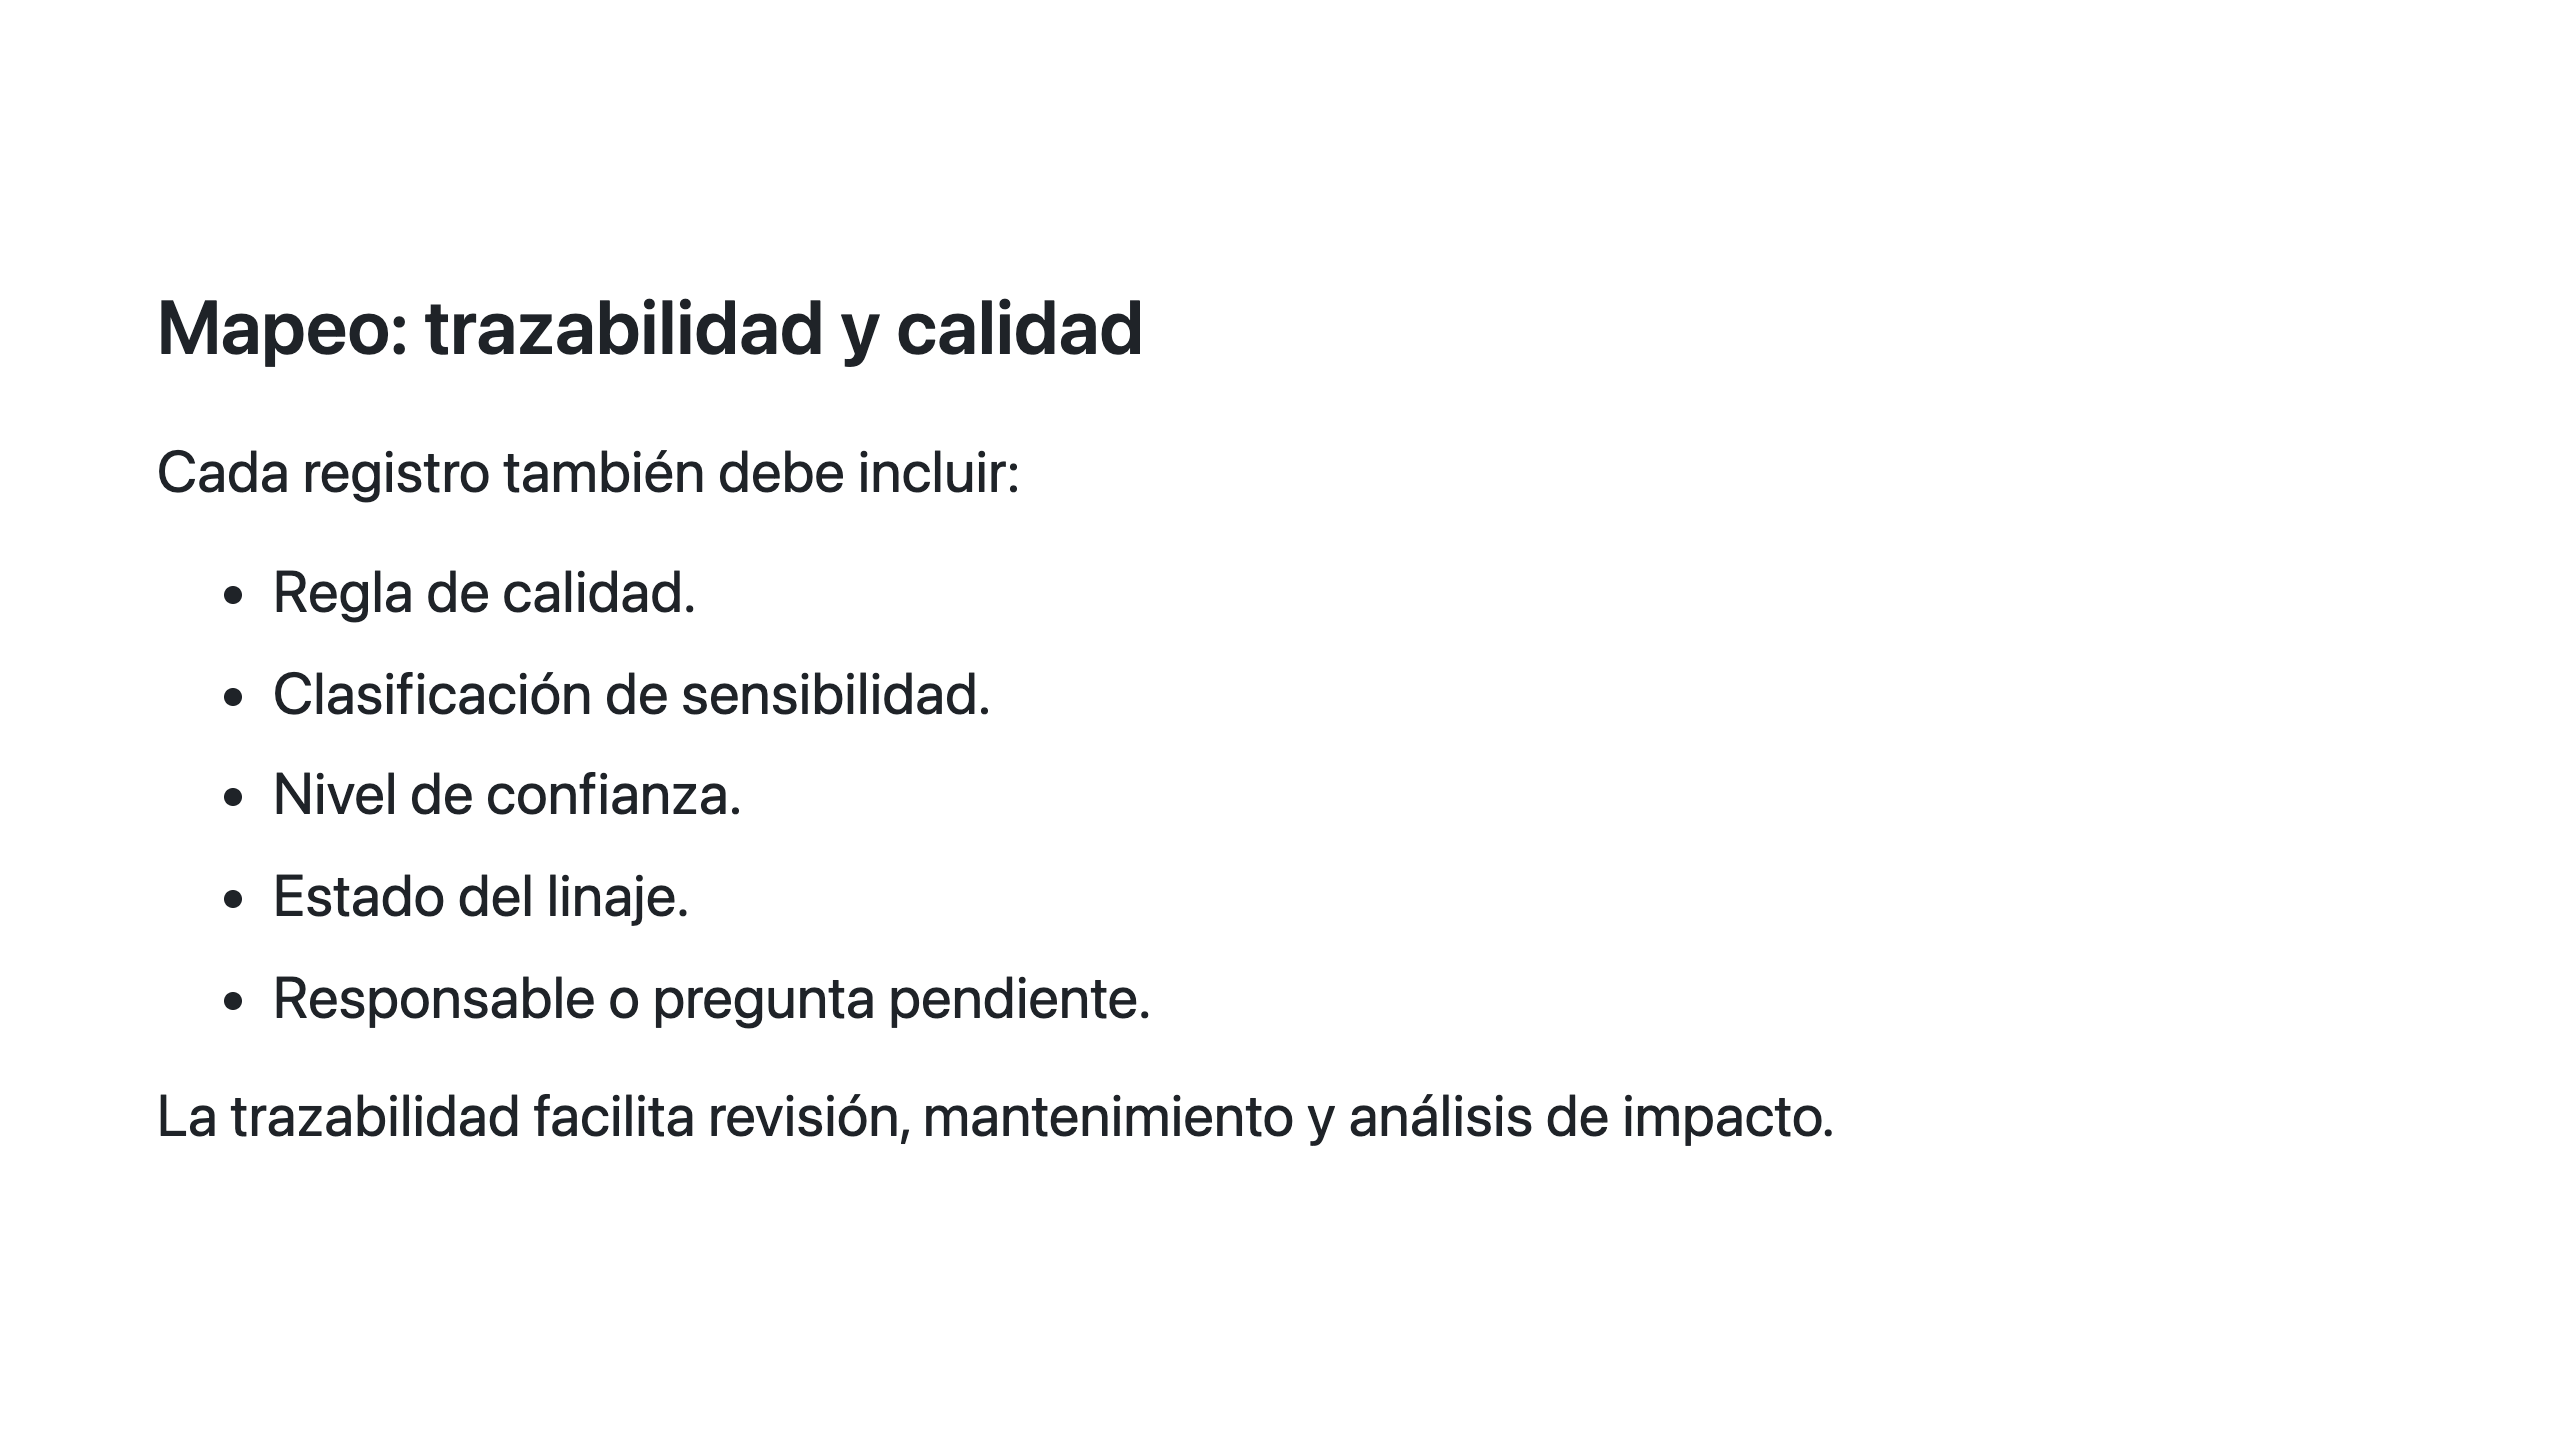 Mapeo: trazabilidad y calidad
Cada registro también debe incluir:
• Regla de calidad.
• Clasificación de sensibilidad.
• Nivel de confianza.
• Estado del linaje.
• Responsable o pregunta pendiente.
La trazabilidad facilita revisión, mantenimiento y análisis de impacto.